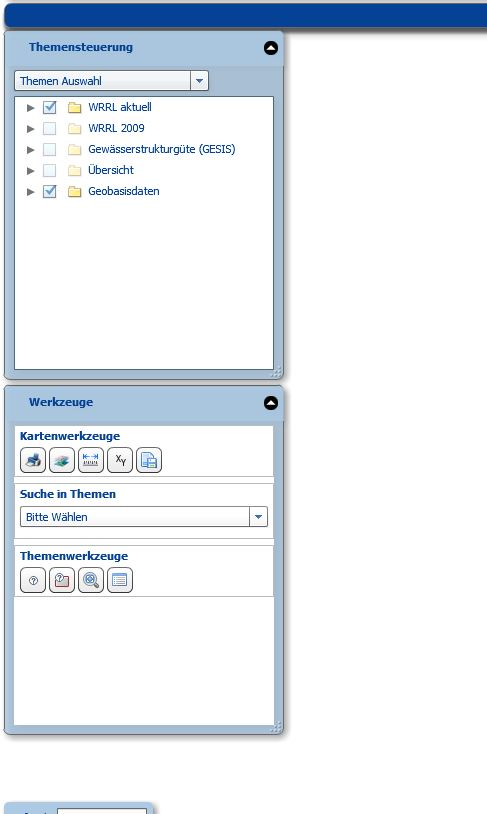 Themensteuerung
Themen Auswahl
WRRL aktuell
WRRL 2009
Gewässerstrukturgüte (GESIS)
Übersicht
Geobasisdaten
Werkzeuge
Kartenwerkzeuge
XY
Suche in Themen
Bitte Wählen
Themenwerkzeuge